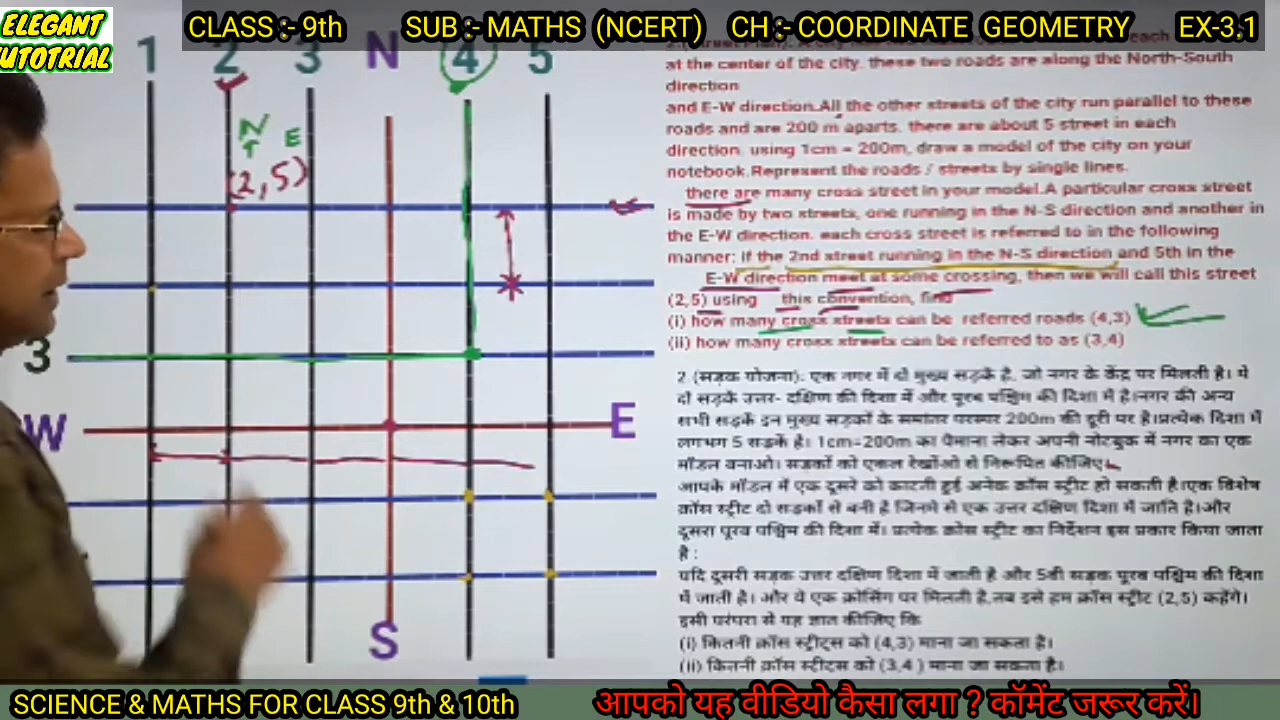 ELEGANT
TUTOTRIAL
CLASS :- 9th SUB :- MATHS (NCERT) CH :- COORDINATE GEOMETRY EX-3,1
1 2 3 N 4 5
N E
(2,5)
3
W E
S
each
at the center of the city. these two roads are along the North-South
direction
and E-W direction.All the other streets of the city run parallel to these
roads and are 200 m aparts. there are about 5 street in each
direction. using 1cm = 200m, draw a model of the city on your
notebook.Represent the roads / streets by single lines.
there are many cross street in your model.A particular cross street
is made by two streets, one running in the N-S direction and another in
the E-W direction. each cross street is referred to in the following
manner: if the 2nd street running in the N-S direction and 5th in the
E-W direction meet at some crossing, then we will call this street
(2,5) using this convention, find
(i) how many cross streets can be referred roads (4,3)
(ii) how many cross streets can be referred to as (3,4)
2.(सड़क योजना): एक नगर में दो मुख्य सड़कें है, जो नगर के केंद्र पर मिलती है। ये
दो सड़कें उत्तर- दक्षिण की दिशा में और पूरब पश्चिम की दिशा में है।नगर की अन्य
सभी सड़कें इन मुख्य सड़कों के समांतर परस्पर 200m की दूरी पर है।प्रत्येक दिशा में
लगभग 5 सड़कें है। 1cm=200m का पैमाना लेकर अपनी नोटबुक में नगर का एक
मॉडल बनाओ। सड़कों को एकल रेखोंओ से निरूपित कीजिए
आपके मॉडल में एक दूसरे को काटती हुई अनेक क्रॉस स्ट्रीट हो सकती है।एक विशेष
क्रॉस स्ट्रीट दो सड़कों से बनी है जिनमे से एक उत्तर दक्षिण दिशा में जाति है।और
दूसरा पूरब पश्चिम की दिशा में। प्रत्येक क्रोस स्ट्रीट का निर्देशन इस प्रकार किया जाता
है :
यदि दूसरी सड़क उत्तर दक्षिण दिशा में जाती है और 5वी सड़क पूरब पश्चिम की दिशा
में जाती है। और ये एक क्रोसिंग पर मिलती है,तब इसे हम क्रॉस स्ट्रीट (2,5) कहेंगे।
इसी परंपरा से यह ज्ञात कीजिए कि
(i) कितनी क्रॉस स्ट्रीट्स को (4,3) माना जा सकता है।
(ii) कितनी क्रॉस स्टीटस को (3,4 ) माना जा सकता है।
SCIENCE & MATHS FOR CLASS 9th & 10th आपको यह वीडियो कैसा लगा ? कॉमेंट जरूर करें।